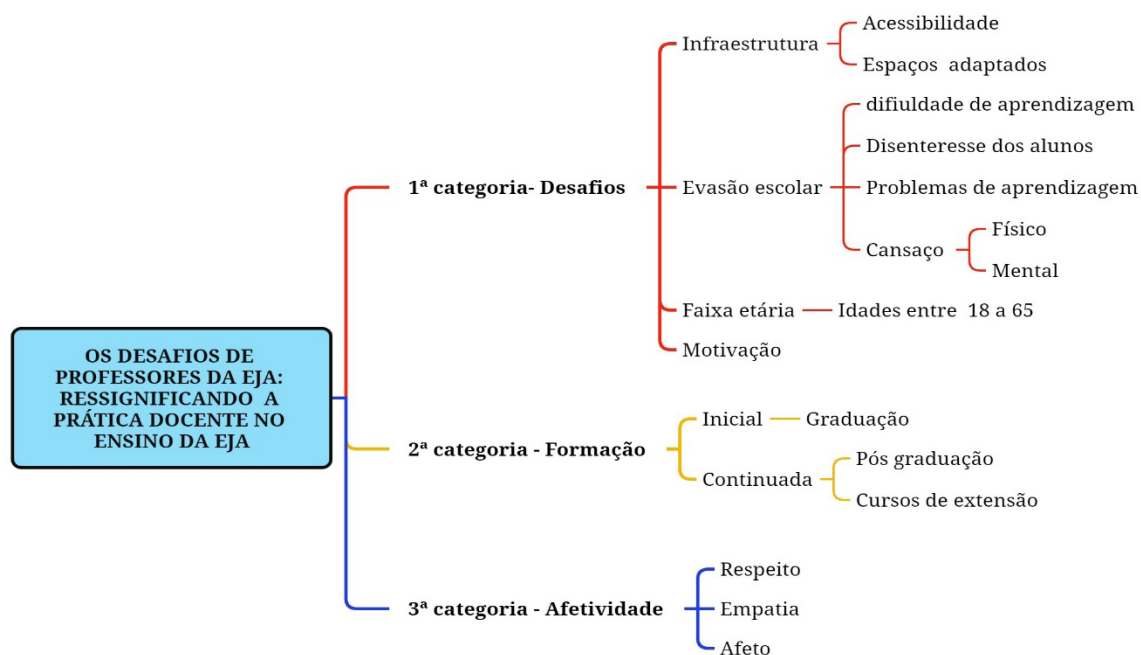 OS DESAFIOS DE
PROFESSORES DA EJA:
RESSIGNIFICANDO A
PRÁTICA DOCENTE NO
ENSINO DA EJA
1ª categoria- Desafios
Infraestrutura
Acessibilidade
Espaços adaptados
Evasão escolar
difiuldade de aprendizagem
Disenteresse dos alunos
Problemas de aprendizagem
Cansaço
Físico
Mental
Faixa etária
Idades entre 18 a 65
Motivação
2ª categoria - Formação
Inicial
Graduação
Continuada
Pós graduação
Cursos de extensão
3ª categoria - Afetividade
Respeito
Empatia
Afeto